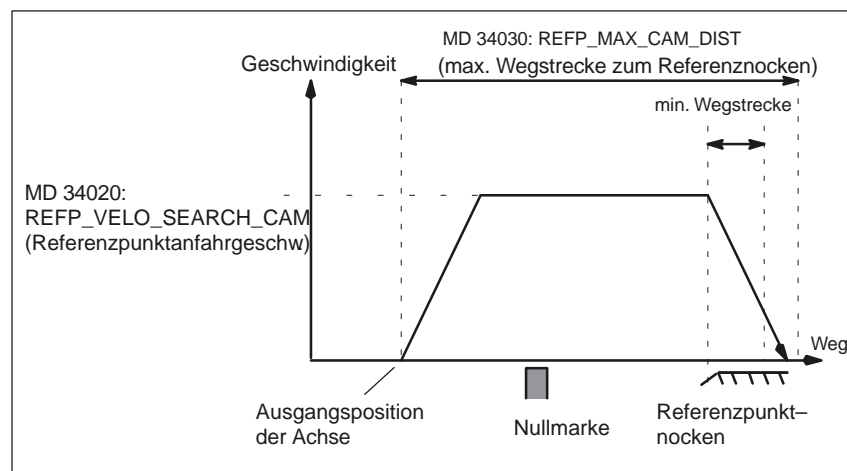 MD 34030: REFP_MAX_CAM_DIST
Geschwindigkeit
(max. Wegstrecke zum Referenznocken)
min. Wegstrecke
MD 34020:
REFP_VELO_SEARCH_CAM
(Referenzpunktanfahrgeschw.)
Weg
Ausgangsposition
der Achse
Nullmarke
Referenzpunkt–
nocken